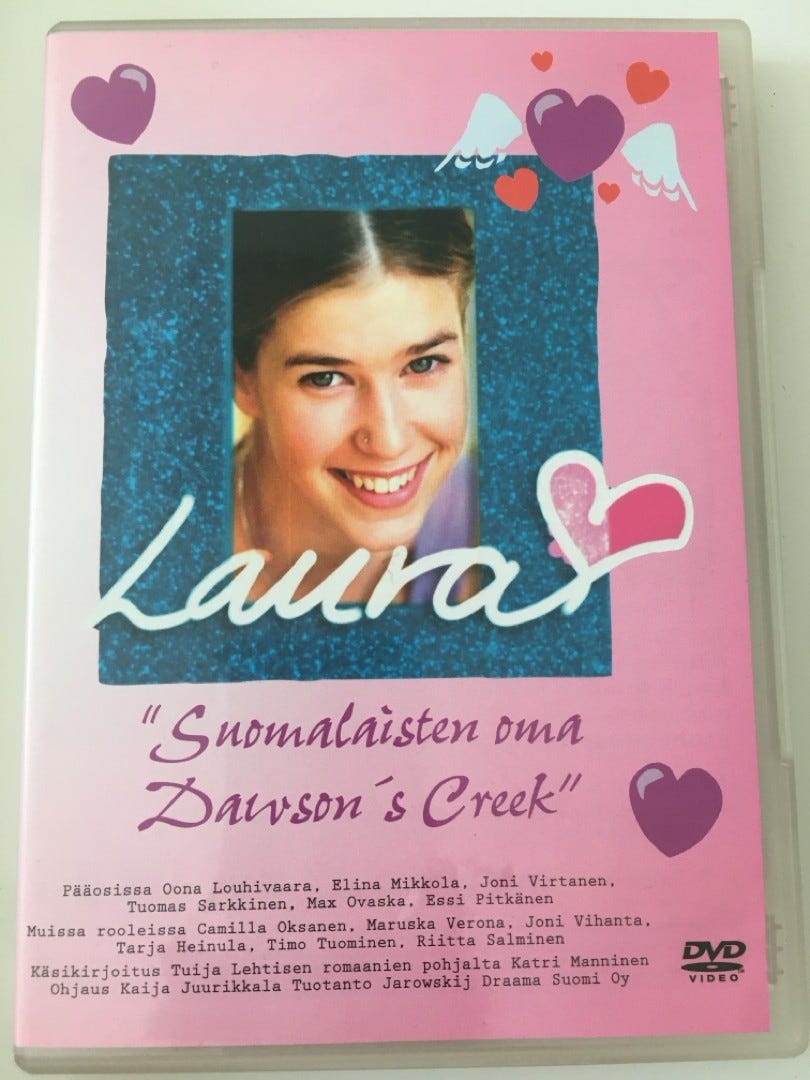 Laura
"Suomalaisten oma
Dawson´s Creek"
Pääosissa Oona Louhivaara, Elina Mikkola, Joni Virtanen,
Tuomas Sarkkinen, Max Ovaska, Essi Pitkänen
Muissa rooleissa Camilla Oksanen, Maruska Verona, Joni Vihanta,
Tarja Heinula, Timo Tuominen, Riitta Salminen
Käsikirjoitus Tuija Lehtisen romaanien pohjalta Katri Manninen
Ohjaus Kaija Juurikkala Tuotanto Jarowskij Draama Suomi Oy
DVD
VIDEO